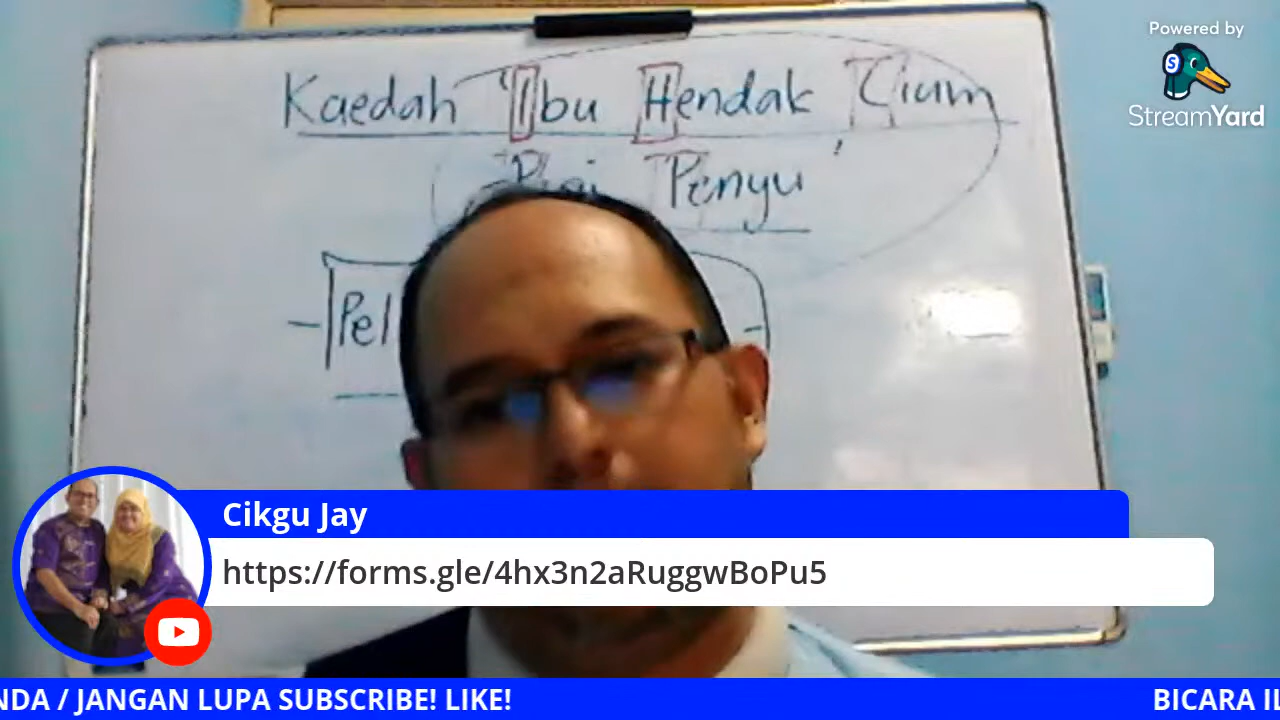 Powered by
StreamYard
Kaedah 'Ibu Hendak Cium
Penyu'
Pel
Cikgu Jay
https://forms.gle/4hx3n2aRuggwBoPu5
NDA / JANGAN LUPA SUBSCRIBE! LIKE!
BICARA IL